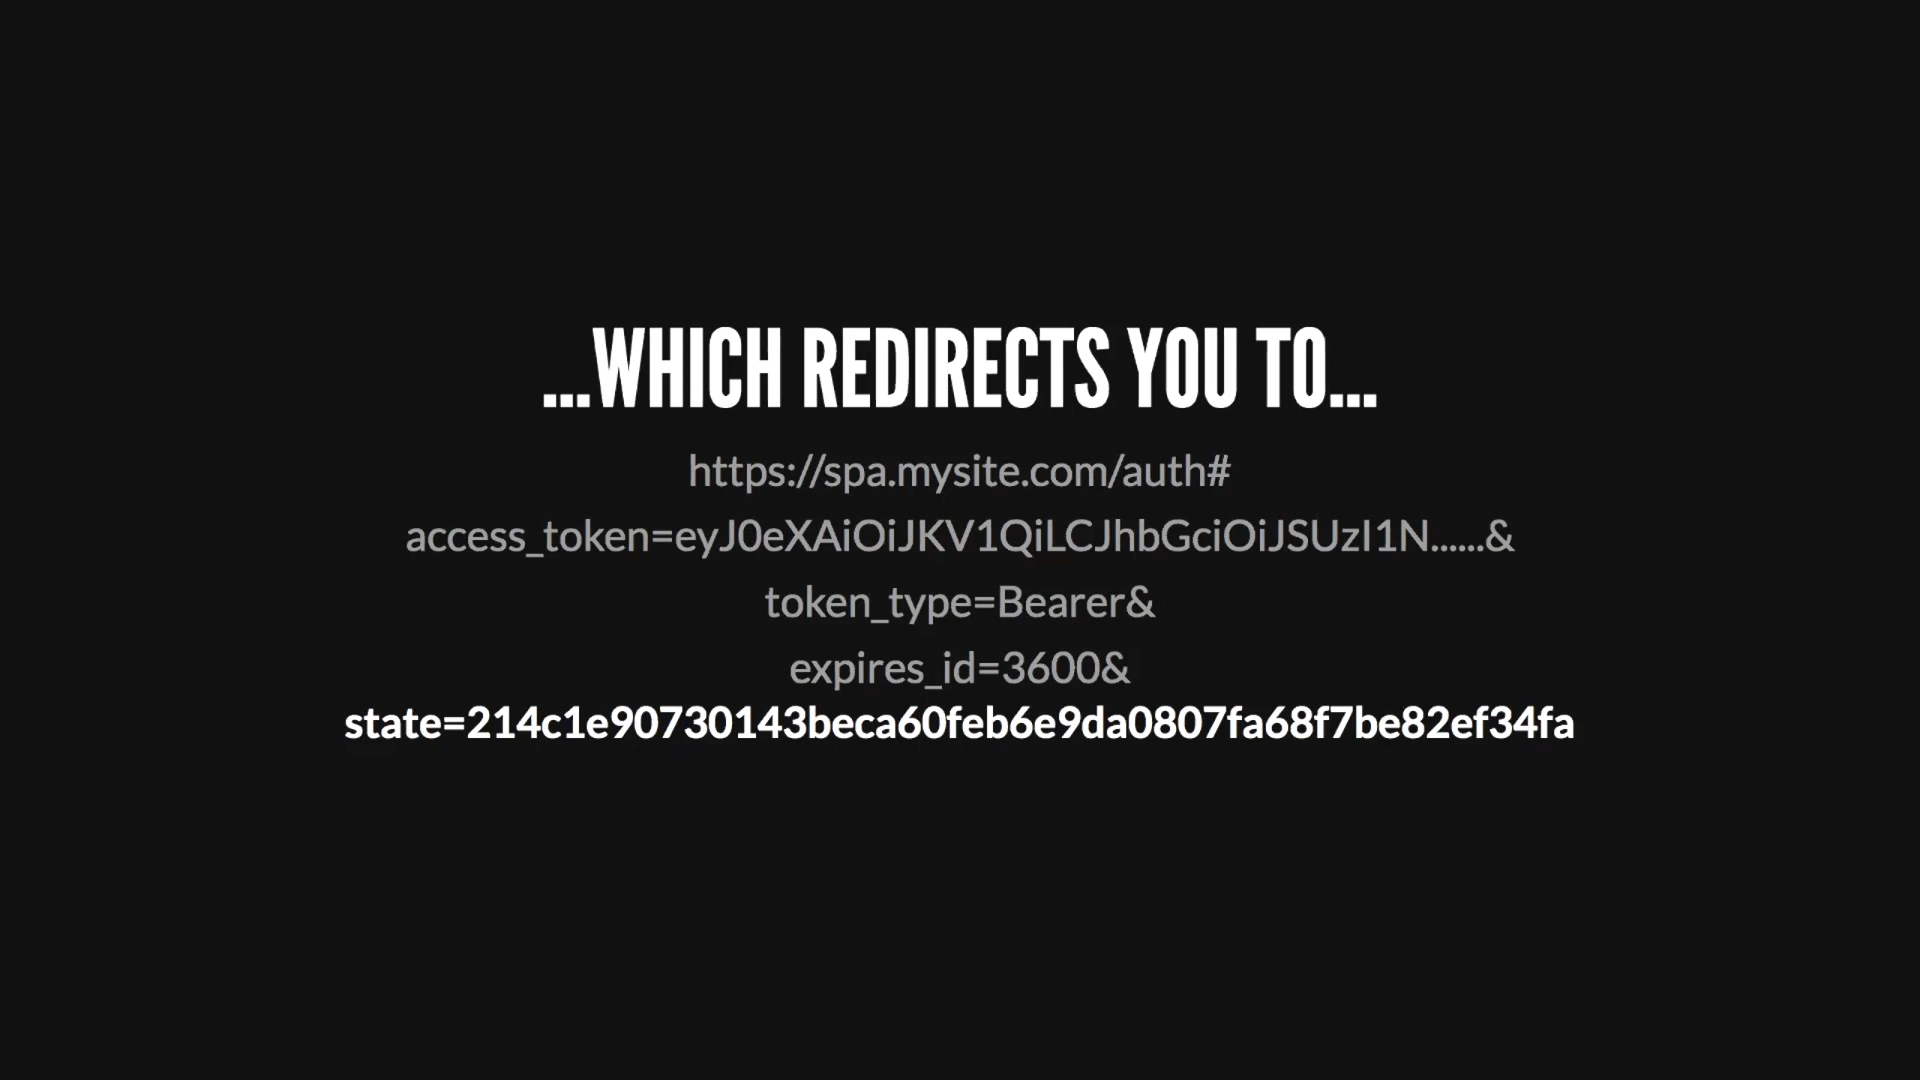 ...WHICH REDIRECTS YOU TO...
https://spa.mysite.com/auth#
access_token=eyJ0eXAiOiJKV1QiLCJhbGciOiJSUzI1N......&
token_type=Bearer&
expires_id=3600&
state=214c1e90730143beca60feb6e9da0807fa68f7be82ef34fa